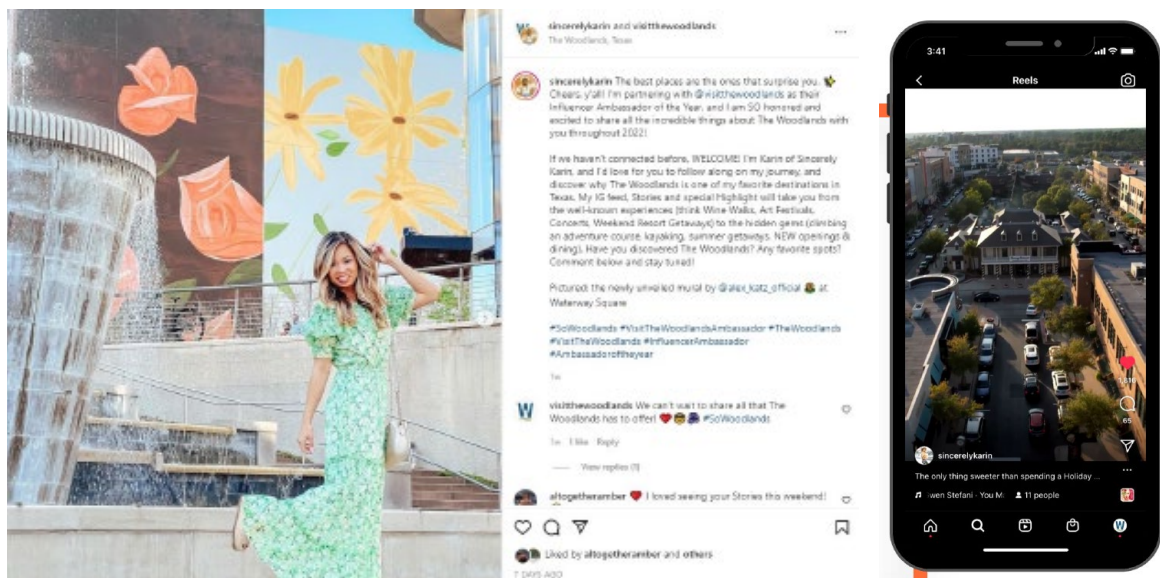 sincerelykarin and visitthewoodlands
The Woodlands, Texas
sincerelykarin The best places are the ones that surprise you.
Cheers, y'all! I'm partnering with @visitthewoodlands as their
Influencer Ambassador of the Year, and I am SO honored and
excited to share all the incredible things about The Woodlands with
you throughout 2022!
If we haven't connected before, WELCOME! I'm Karin of Sincerely
Karin, and I'd love for you to follow along on my journey, and
discover why The Woodlands is one of my favorite destinations in
Texas. My IG feed, Stories and special Highlight will take you from
the well-known experiences (think Wine Walks, Art Festivals,
Concerts, Weekend Resort Getaways) to the hidden gems (climbing
an adventure course, kayaking, summer getaways, NEW openings &
dining). Have you discovered The Woodlands? Any favorite spots?
Comment below and stay tuned!
Pictured: the newly unveiled mural by @alex_katz_official at
Waterway Square
#SoWoodlands #VisitTheWoodlandsAmbassador #TheWoodlands
#VisitTheWoodlands #InfluencerAmbassador
#Ambassadoroftheyear
1w
W visitthewoodlands We can't wait to share all that The
Woodlands has to offer! #SoWoodlands
1w 1 like Reply
View replies (1)
altogetheramber I loved seeing your Stories this weekend!
Liked by altogetheramber and others
7 DAYS AGO
3:41
Reels
65
sincerelykarin
The only thing sweeter than spending a Holiday ...
wen Stefani · You M 11 people
W